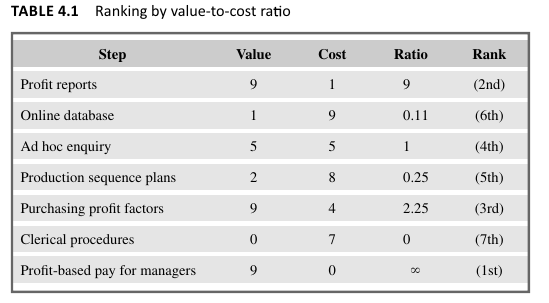 TABLE 4.1 Ranking by value-to-cost ratio
Step Value Cost Ratio Rank
Profit reports 9 1 9 (2nd)
Online database 1 9 0.11 (6th)
Ad hoc enquiry 5 5 1 (4th)
Production sequence plans 2 8 0.25 (5th)
Purchasing profit factors 9 4 2.25 (3rd)
Clerical procedures 0 7 0 (7th)
Profit-based pay for managers 9 0 ∞ (1st)